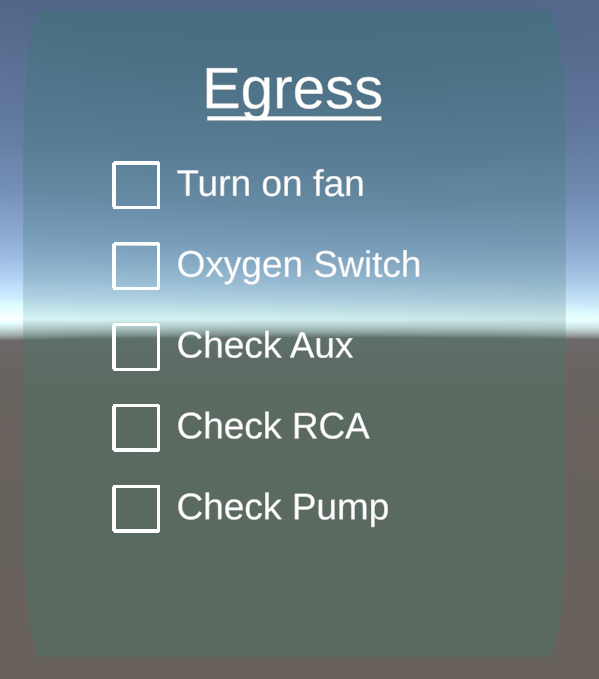 Egress
Turn on fan
Oxygen Switch
Check Aux
Check RCA
Check Pump